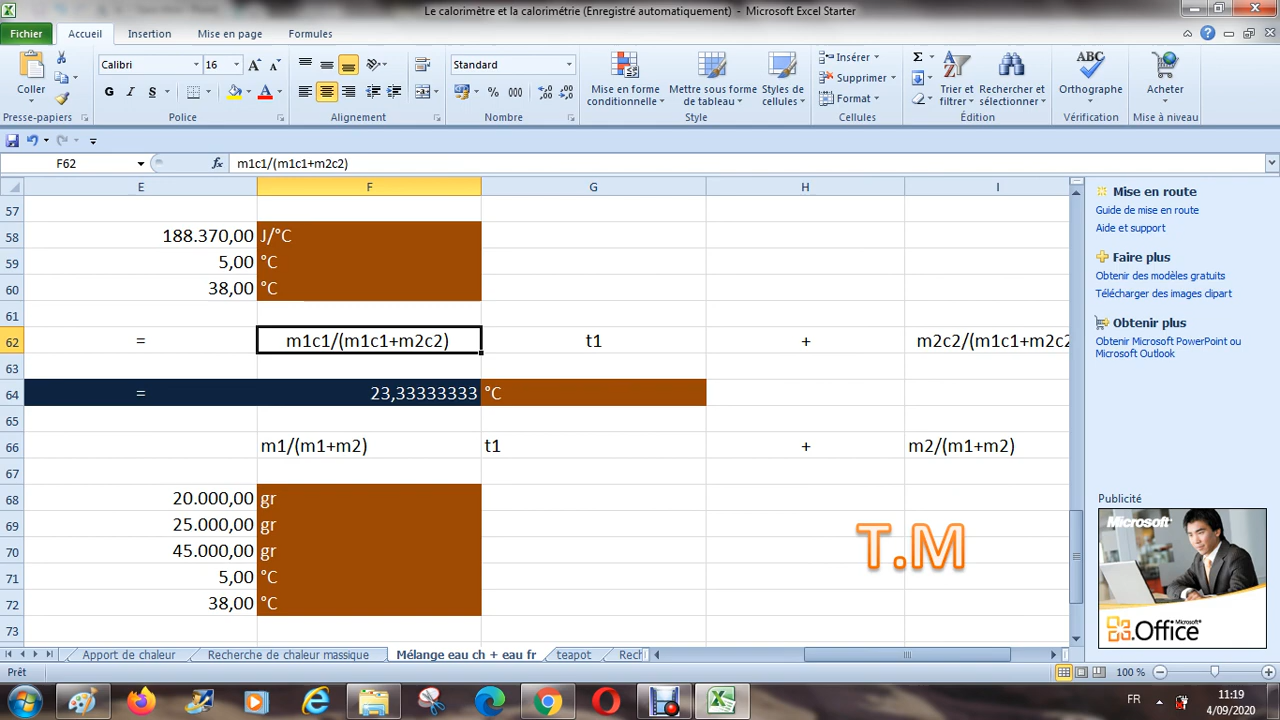 Le calorimètre et la calorimétrie (Enregistré automatiquement) - Microsoft Excel Starter
Fichier Accueil Insertion Mise en page Formules
Calibri 16 Standard
Coller
G I S
% 000
Mise en forme conditionnelle
Mettre sous forme de tableau
Styles de cellules
Insérer
Supprimer
Format
Trier et filtrer
Rechercher et sélectionner
ABC
Orthographe
Acheter
Presse-papiers Police Alignement Nombre Style Cellules Édition Vérification Mise à niveau
F62 fx m1c1/(m1c1+m2c2)
E F G H I
57
58 188.370,00 J/°C
59 5,00 °C
60 38,00 °C
61
62 = m1c1/(m1c1+m2c2) t1 + m2c2/(m1c1+m2c2
63
64 = 23,33333333 °C
65
66 m1/(m1+m2) t1 + m2/(m1+m2)
67
68 20.000,00 gr
69 25.000,00 gr
70 45.000,00 gr
71 5,00 °C
72 38,00 °C
73
T.M
Mise en route
Guide de mise en route
Aide et support
Faire plus
Obtenir des modèles gratuits
Télécharger des images clipart
Obtenir plus
Obtenir Microsoft PowerPoint ou
Microsoft Outlook
Publicité
Microsoft
Microsoft
Office
Apport de chaleur Recherche de chaleur massique Mélange eau ch + eau fr teapot Rech
Prêt 100 %
FR 11:19
4/09/2020